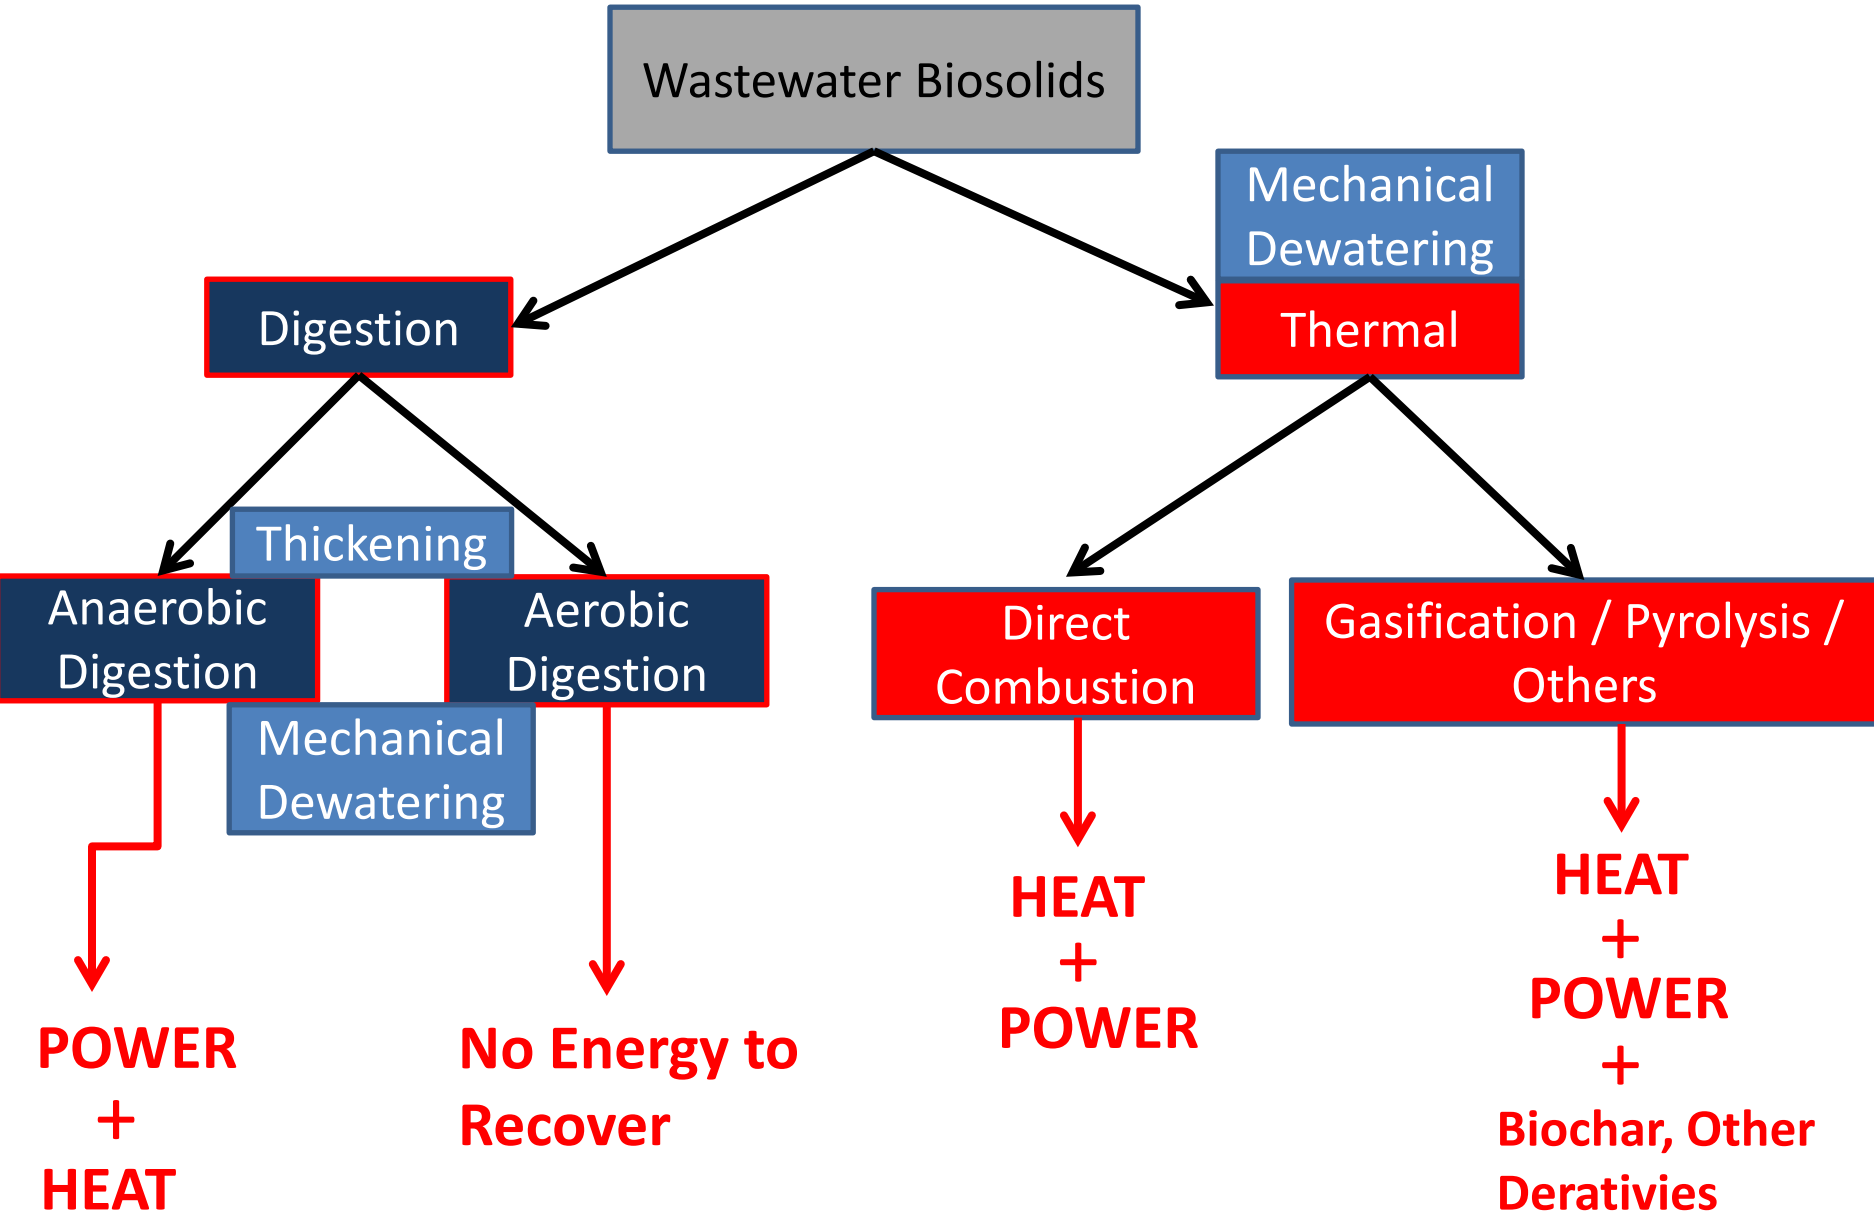 Wastewater Biosolids
Mechanical
Dewatering
Thermal
Digestion
Thickening
Anaerobic
Digestion
Aerobic
Digestion
Mechanical
Dewatering
Direct
Combustion
Gasification / Pyrolysis /
Others
POWER
+
HEAT
No Energy to
Recover
HEAT
+
POWER
HEAT
+
POWER
+
Biochar, Other
Derativies